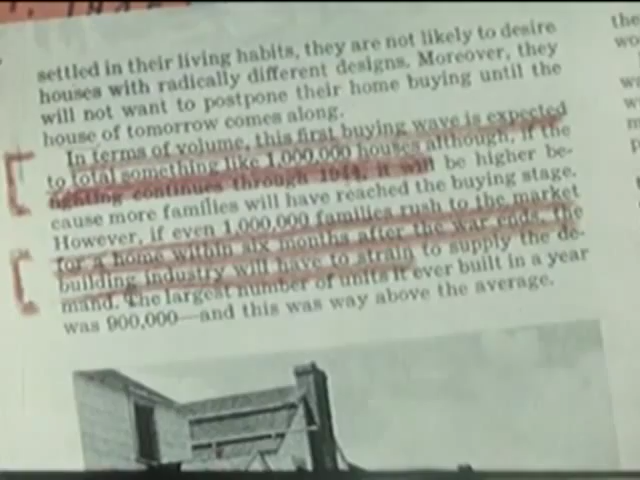 settled in their living habits, they are not likely to desire
houses with radically different designs. Moreover, they
will not want to postpone their home buying until the
house of tomorrow comes along.
In terms of volume, this first buying wave is expected
to total something like 1,000,000 houses although, if the
fighting continues through 1944, it will be higher be-
cause more families will have reached the buying stage.
However, if even 1,000,000 families rush to the market
for a home within six months after the war ends, the
building industry will have to strain to supply the de-
mand. The largest number of units it ever built in a year
was 900,000—and this was way above the average.
the